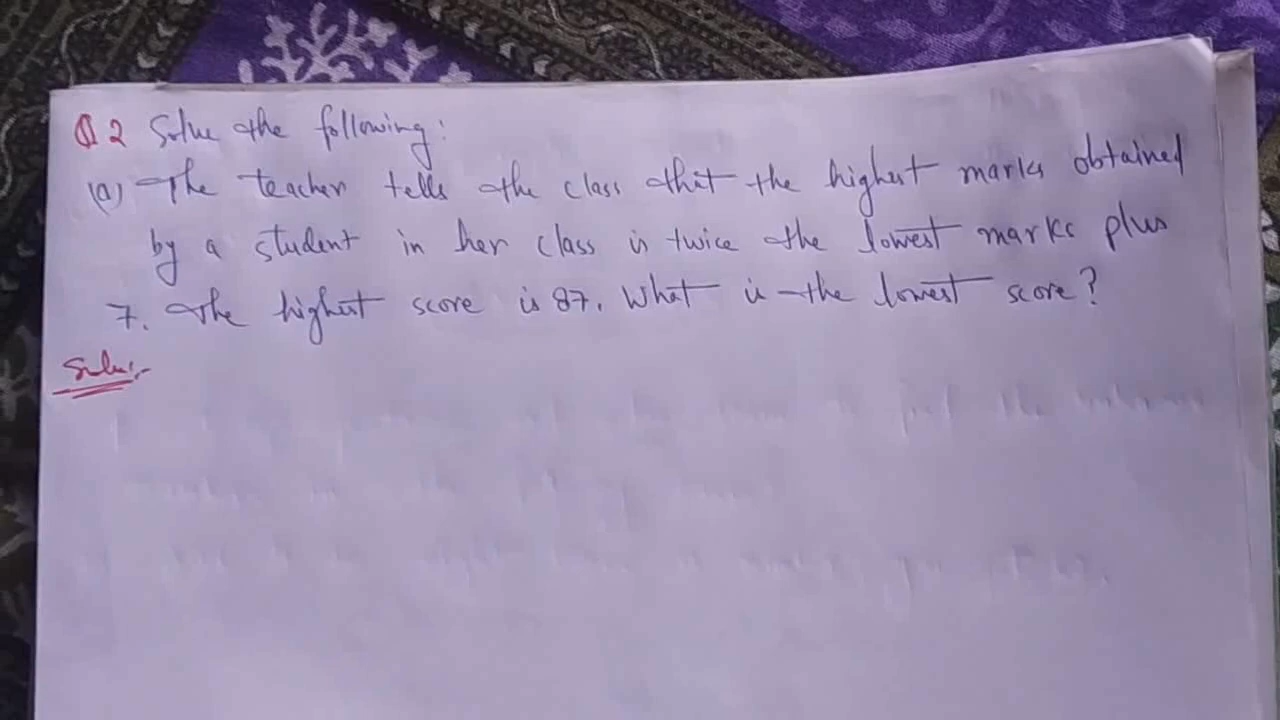 Q 2 Solve the following:
(a) The teacher tells the class that the highest marks obtained
by a student in her class is twice the lowest marks plus
7. The highest score is 87. What is the lowest score?
Soln:-